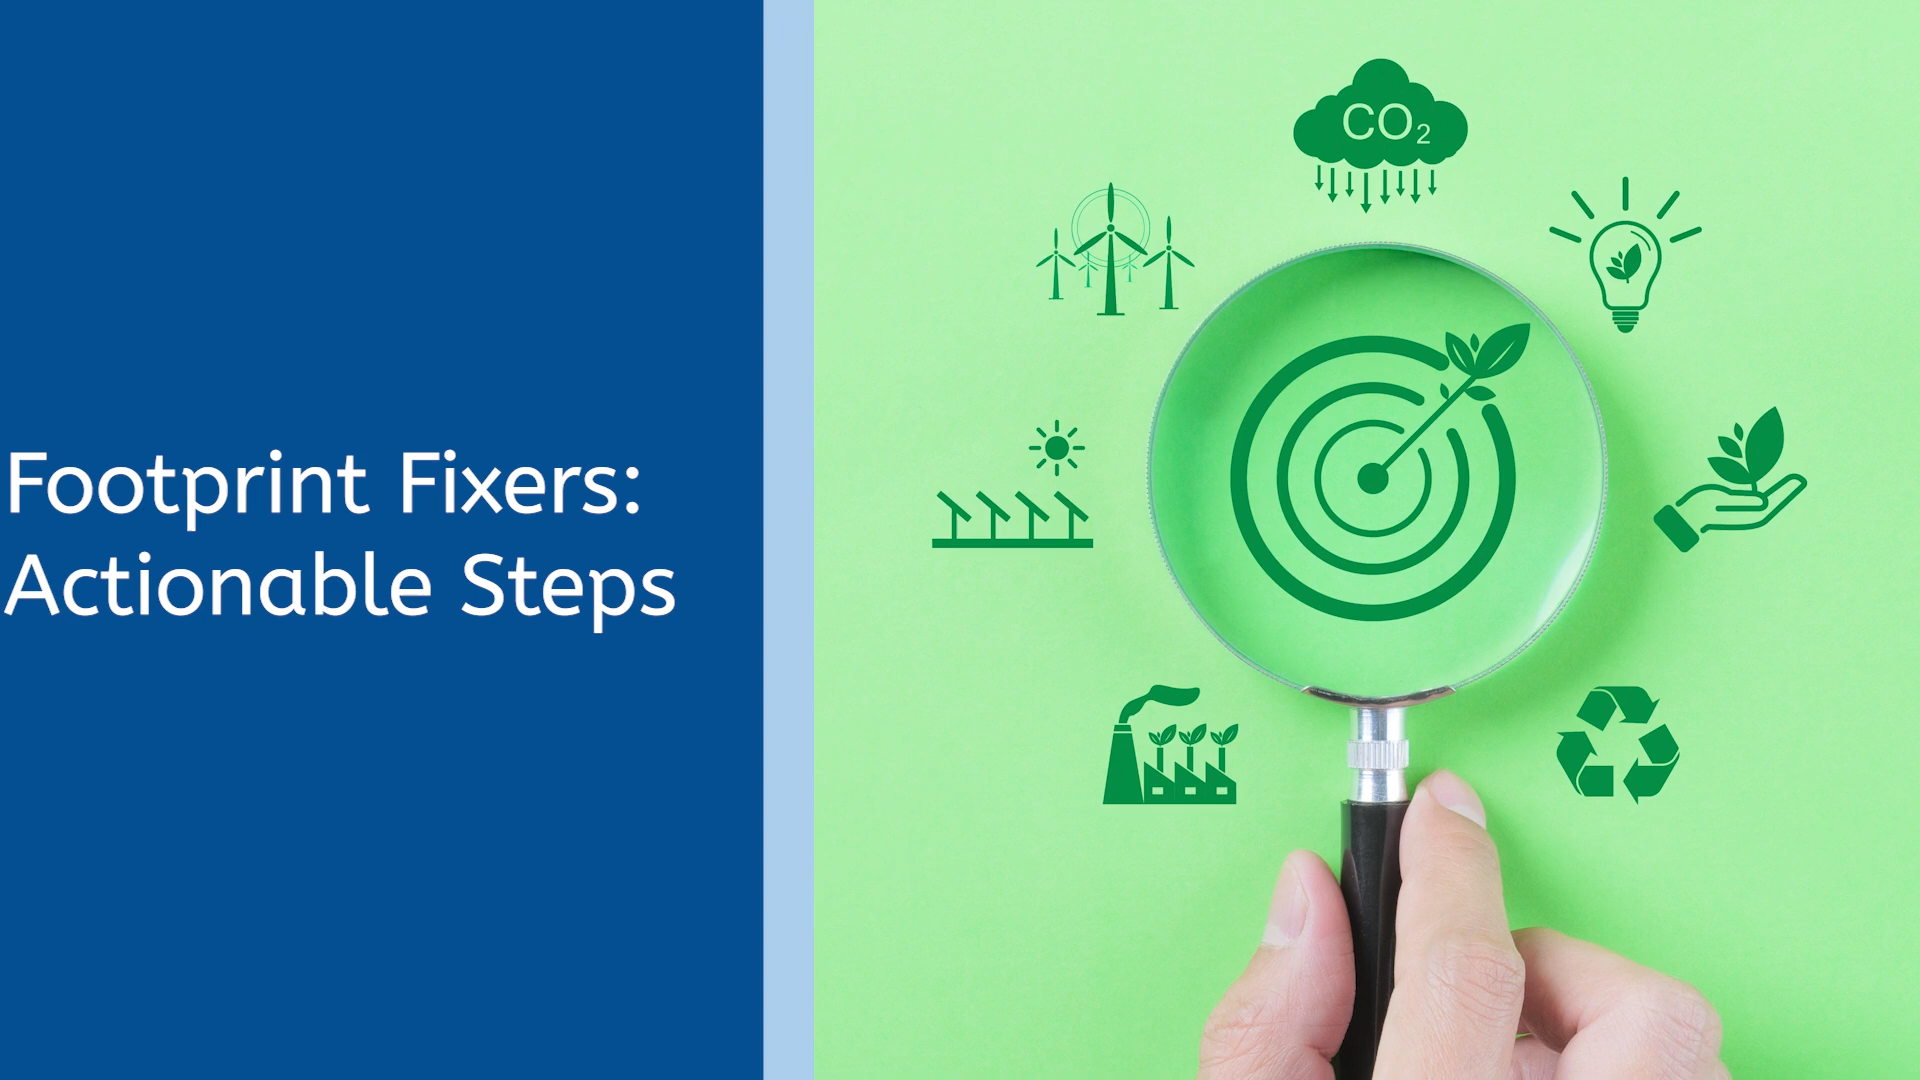 Footprint Fixers:
Actionable Steps
CO₂